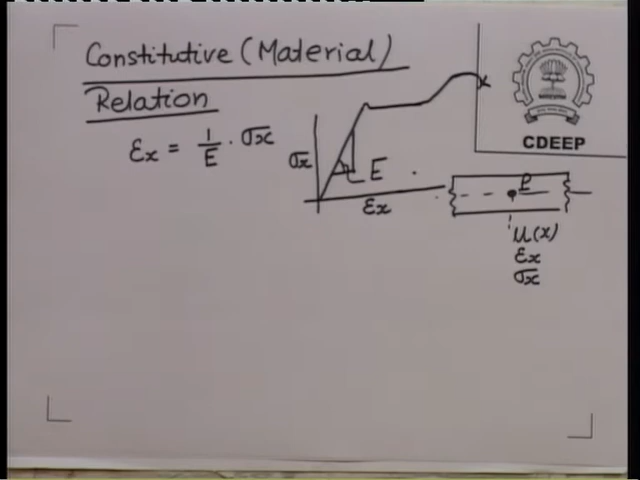 Constitutive (Material)
Relation
εx = 1/E · σx
σx
E
εx
CDEEP
P
u(x)
εx
σx